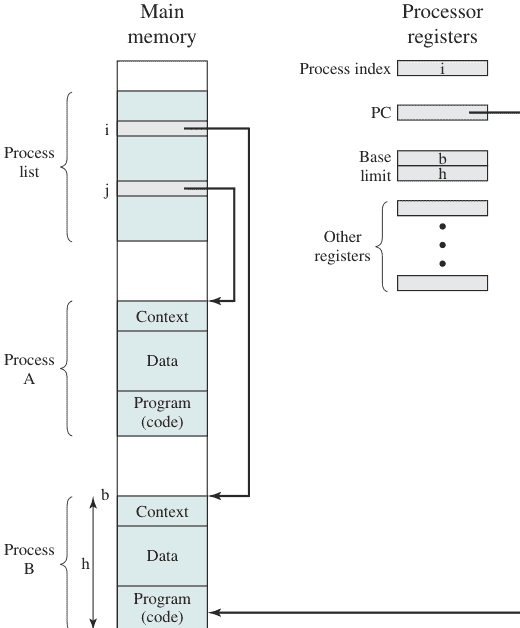 Main
memory
Processor
registers
Process index
i
PC
i
Process
list
Base
limit
b
h
j
Other
registers
Context
Process
A
Data
Program
(code)
b
Context
Process
B
h
Data
Program
(code)